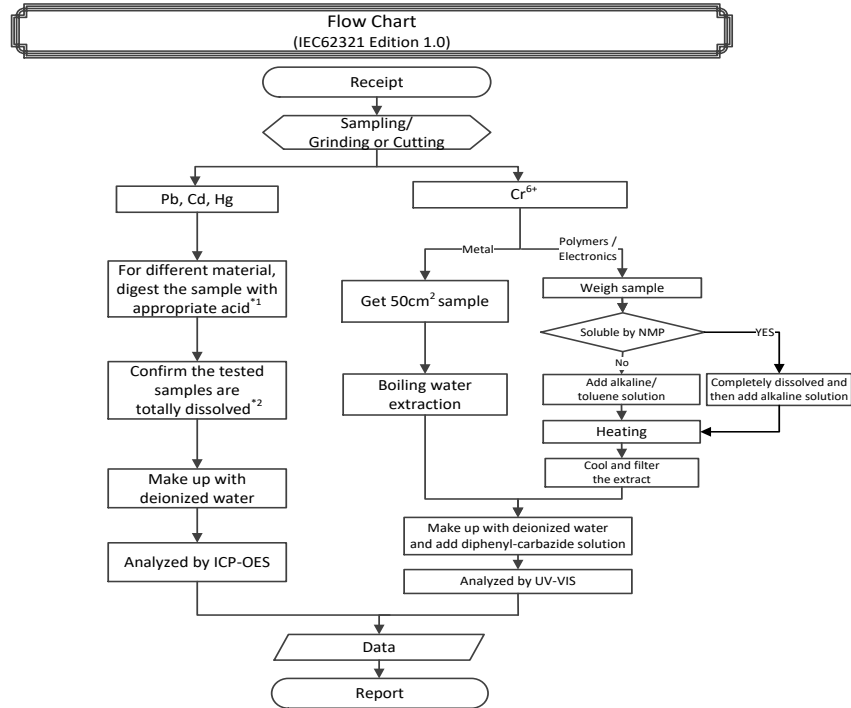 Flow Chart
(IEC62321 Edition 1.0)
Receipt
Sampling/
Grinding or Cutting
Pb, Cd, Hg
For different material,
digest the sample with
appropriate acid*1
Confirm the tested
samples are
totally dissolved*2
Make up with
deionized water
Analyzed by ICP-OES
Cr6+
Metal
Get 50cm2 sample
Boiling water
extraction
Polymers /
Electronics
Weigh sample
Soluble by NMP
YES
No
Add alkaline/
toluene solution
Completely dissolved and
then add alkaline solution
Heating
Cool and filter
the extract
Make up with deionized water
and add diphenyl-carbazide solution
Analyzed by UV-VIS
Data
Report